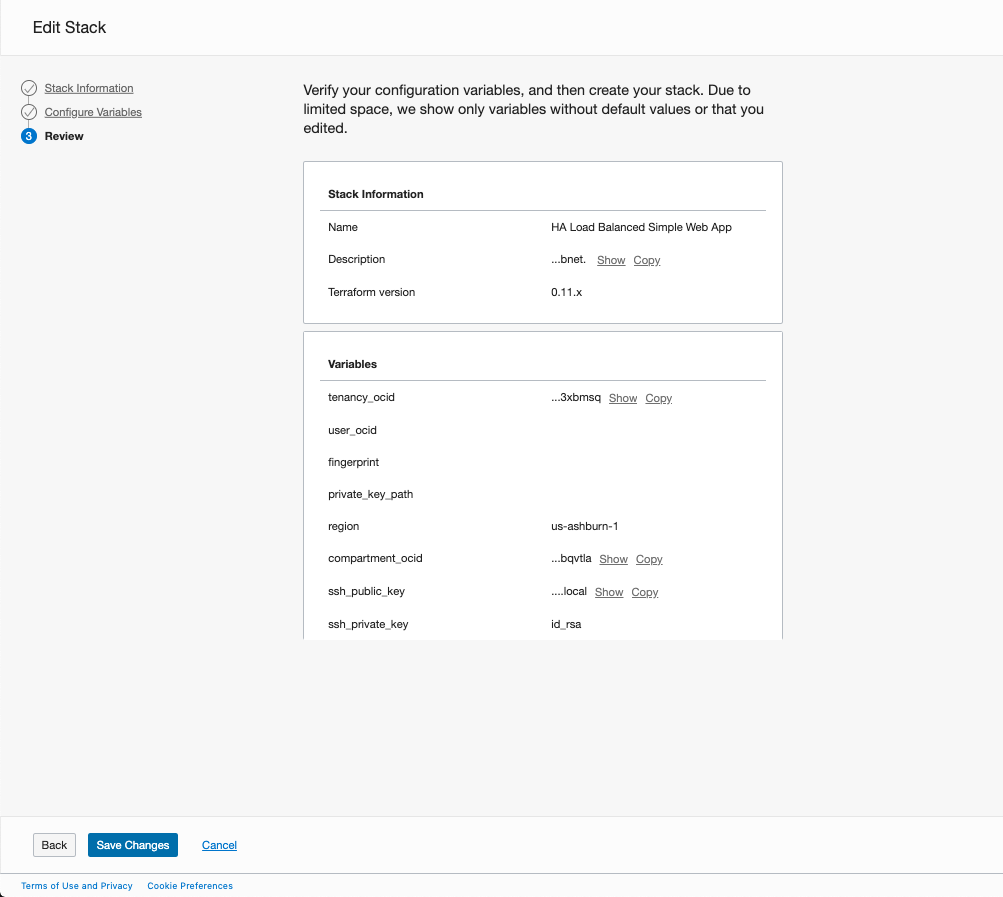 Edit Stack
Stack Information
Configure Variables
3 Review
Verify your configuration variables, and then create your stack. Due to
limited space, we show only variables without default values or that you
edited.
Stack Information
Name HA Load Balanced Simple Web App
Description ...bnet. Show Copy
Terraform version 0.11.x
Variables
tenancy_ocid ...3xbmsq Show Copy
user_ocid
fingerprint
private_key_path
region us-ashburn-1
compartment_ocid ...bqvtla Show Copy
ssh_public_key ....local Show Copy
ssh_private_key id_rsa
Back Save Changes Cancel
Terms of Use and Privacy Cookie Preferences